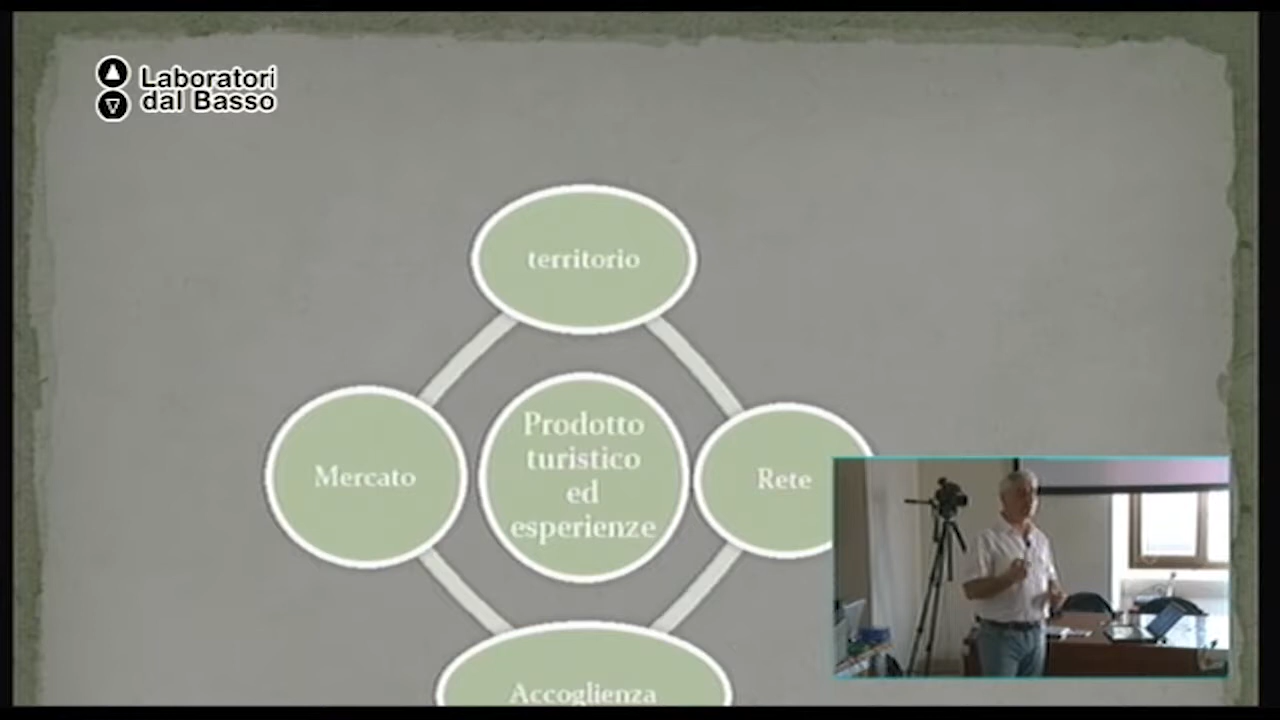 Laboratori
dal Basso
territorio
Prodotto
turistico
ed
esperienze
Mercato
Rete
Accoglienza